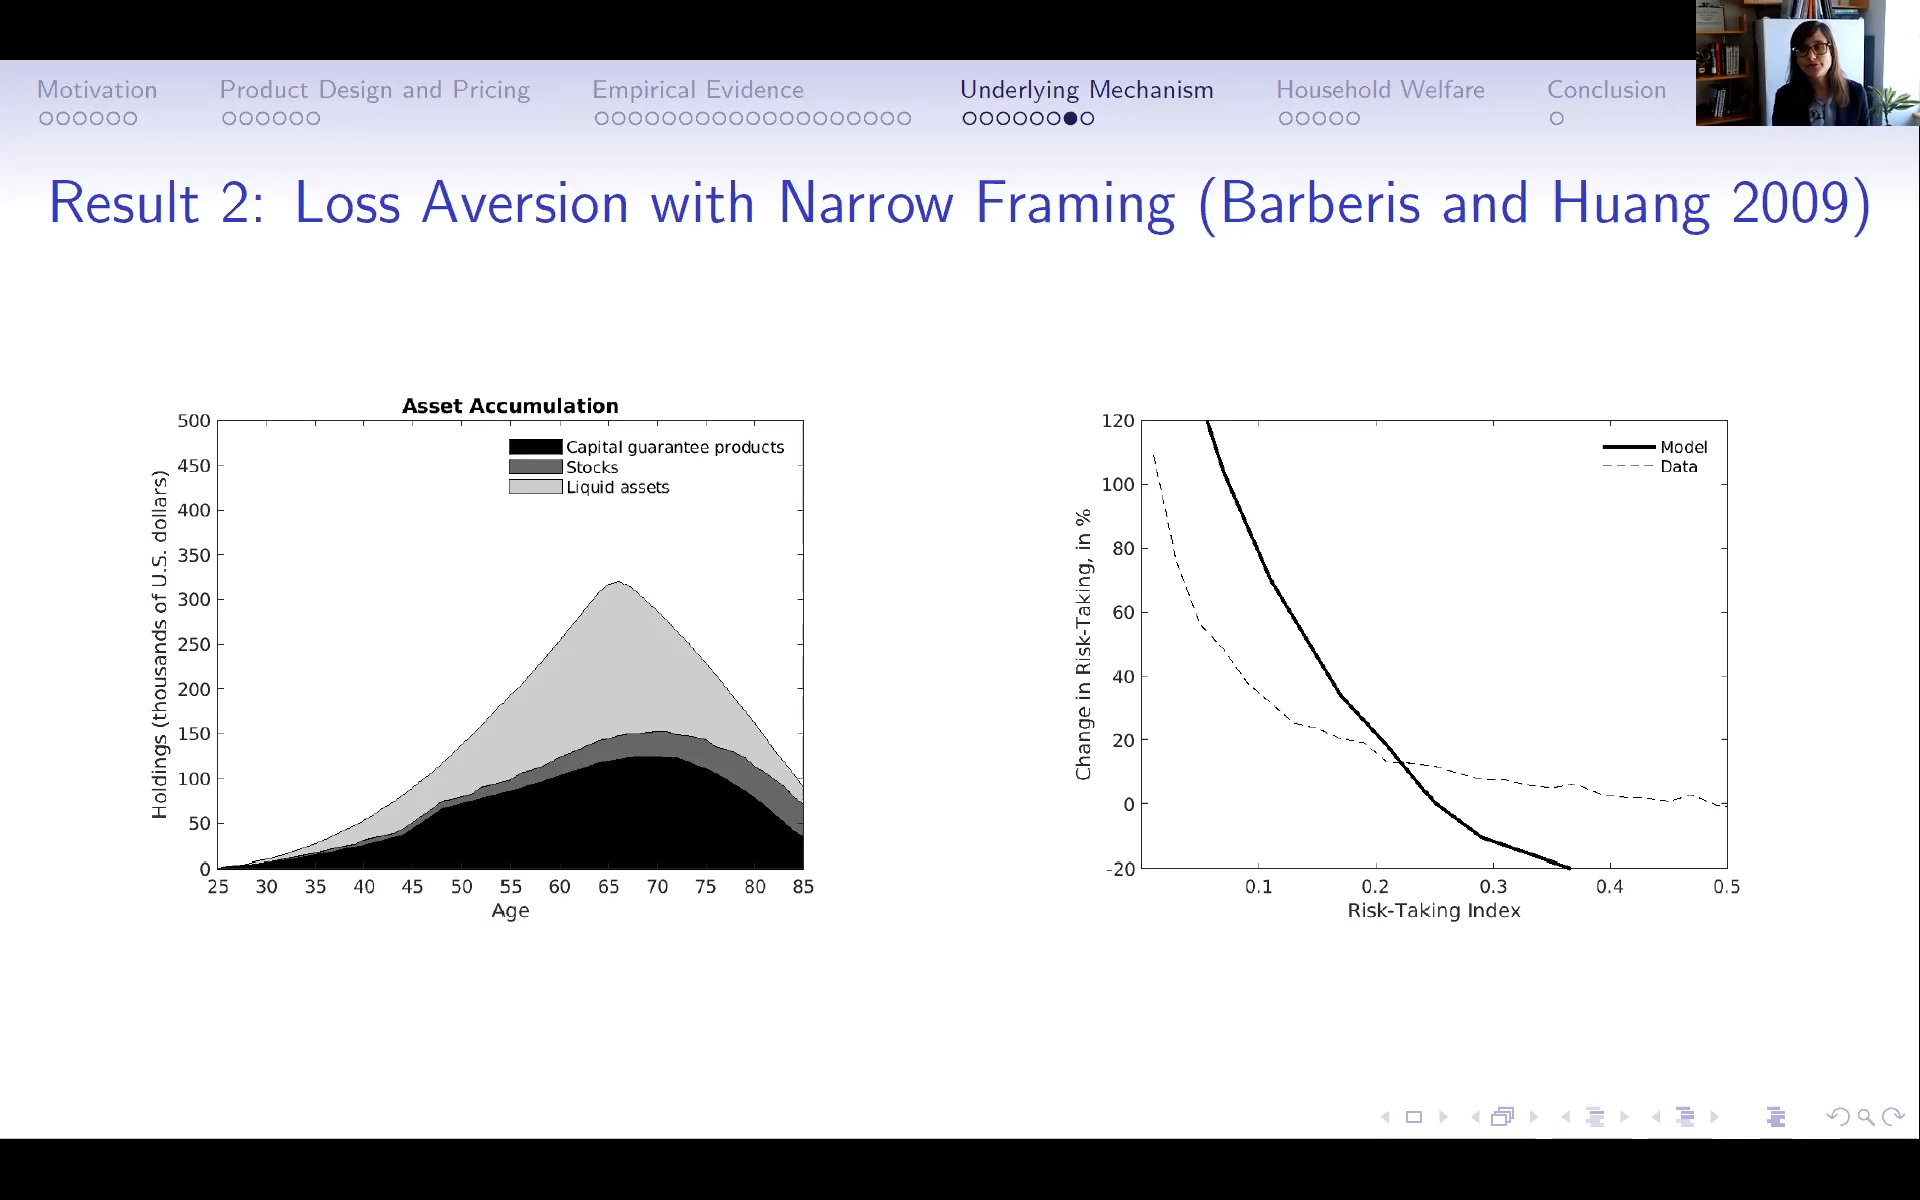 Motivation
Product Design and Pricing
Empirical Evidence
Underlying Mechanism
Household Welfare
Conclusion
Result 2: Loss Aversion with Narrow Framing (Barberis and Huang 2009)
Asset Accumulation
500
450
400
350
300
250
200
150
100
50
0
Holdings (thousands of U.S. dollars)
Capital guarantee products
Stocks
Liquid assets
25 30 35 40 45 50 55 60 65 70 75 80 85
Age
120
100
80
60
40
20
0
-20
Change in Risk-Taking, in %
Model
Data
0.1 0.2 0.3 0.4 0.5
Risk-Taking Index